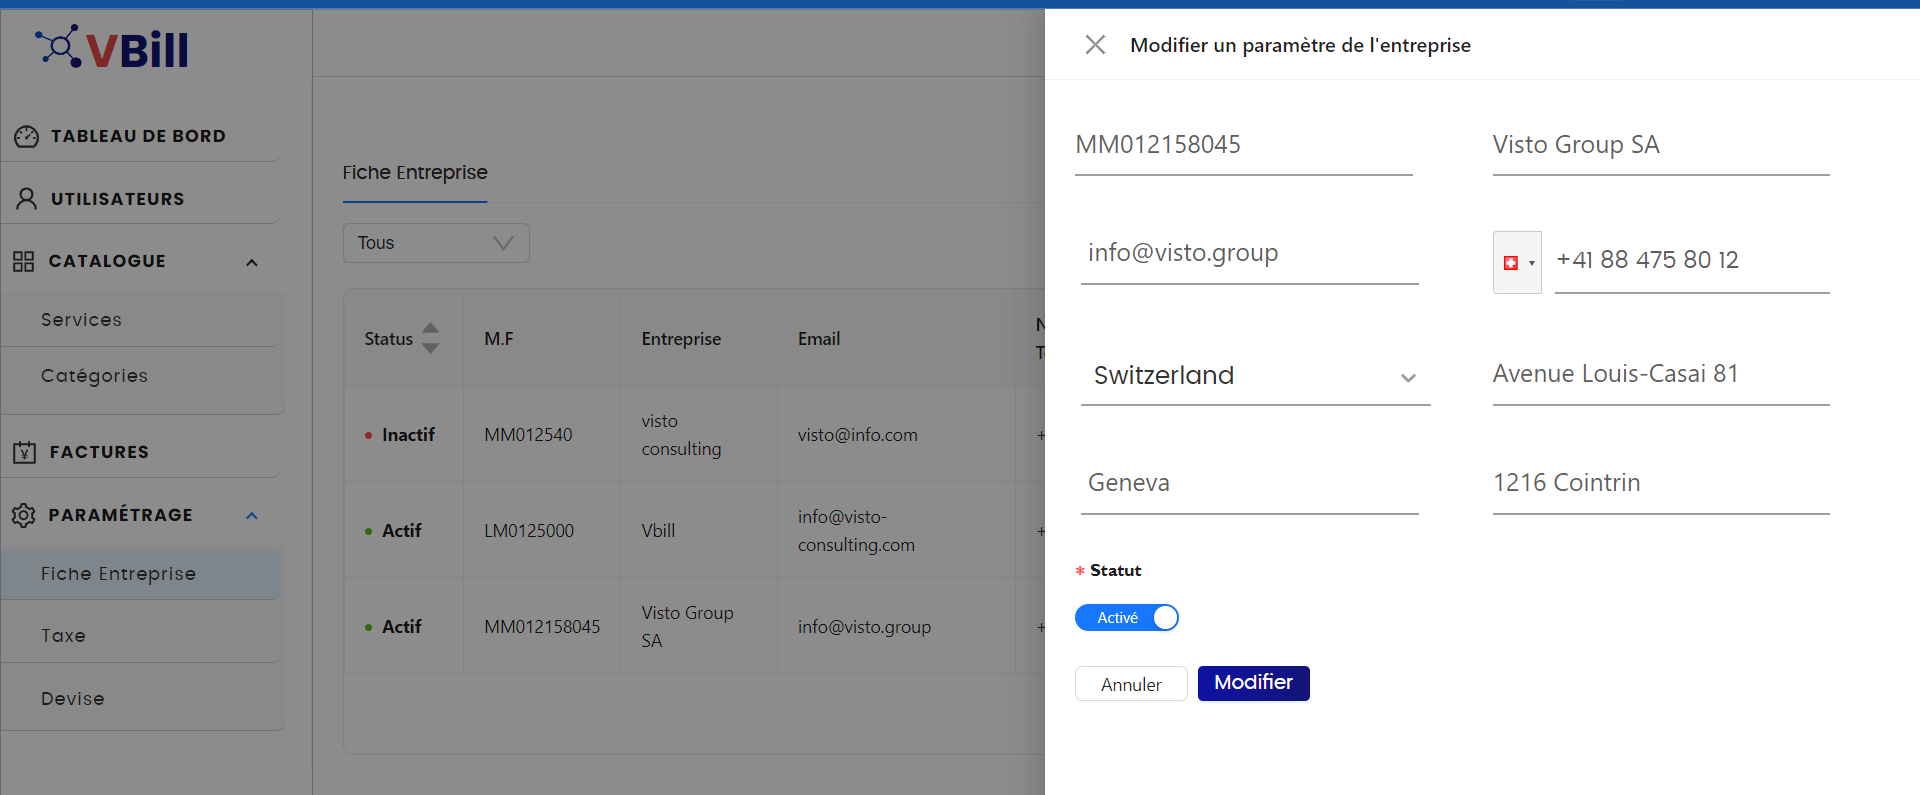 VBill
TABLEAU DE BORD
UTILISATEURS
CATALOGUE
Services
Catégories
FACTURES
PARAMÉTRAGE
Fiche Entreprise
Taxe
Devise
Fiche Entreprise
Tous
Status M.F Entreprise Email
Inactif MM012540 visto consulting visto@info.com +
Actif LM0125000 Vbill info@visto-consulting.com +
Actif MM012158045 Visto Group SA info@visto.group +
Modifier un paramètre de l'entreprise
MM012158045 Visto Group SA
info@visto.group +41 88 475 80 12
Switzerland Avenue Louis-Casai 81
Geneva 1216 Cointrin
* Statut
Activé
Annuler Modifier